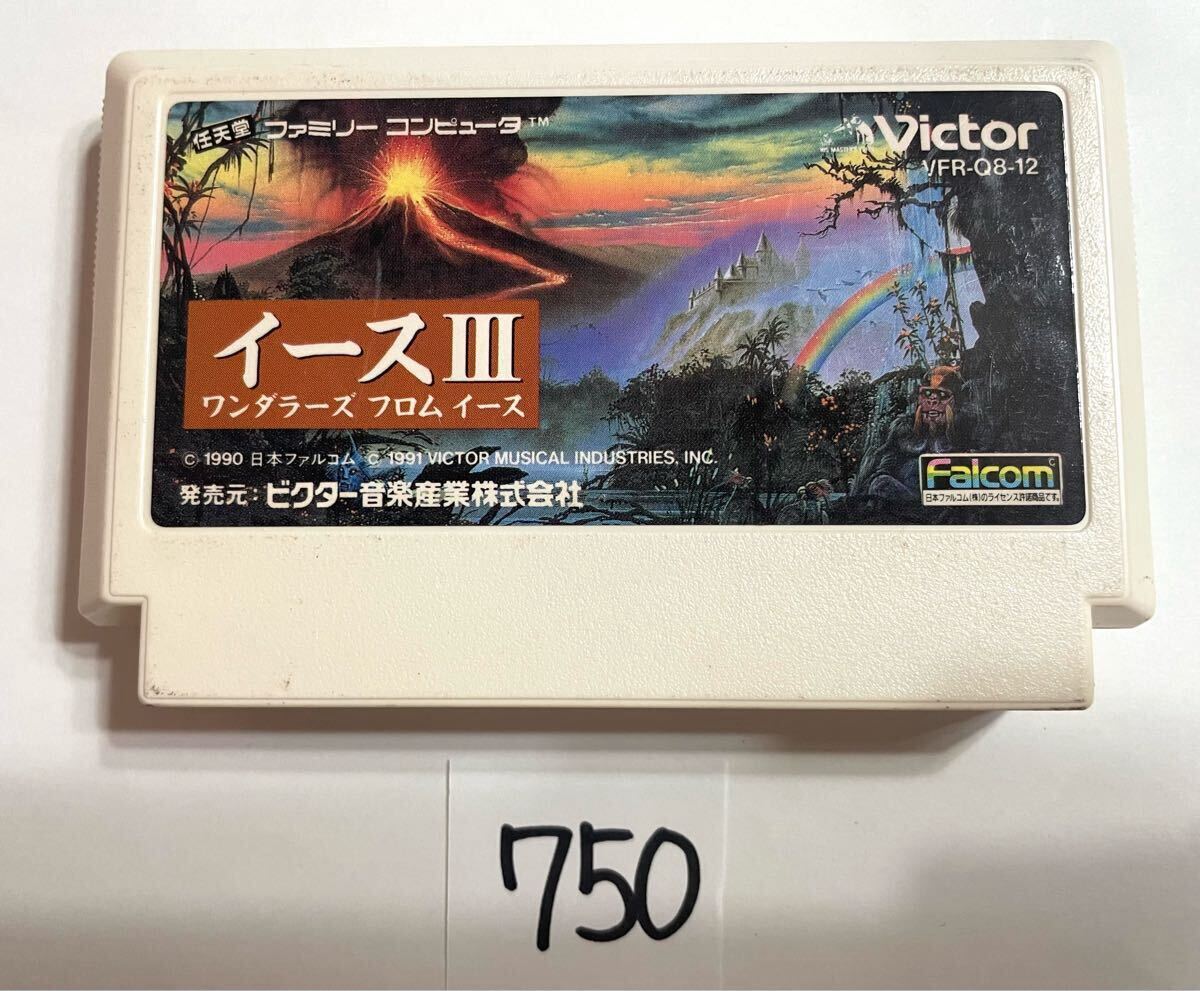 任天堂 ファミリー コンピュータ™
Victor
VFR-Q8-12
イースIII
ワンダラーズ フロム イース
© 1990 日本ファルコム © 1991 VICTOR MUSICAL INDUSTRIES, INC.
発売元：ビクター音楽産業株式会社
Falcom
日本ファルコム(株)のライセンス許諾商品です。
750